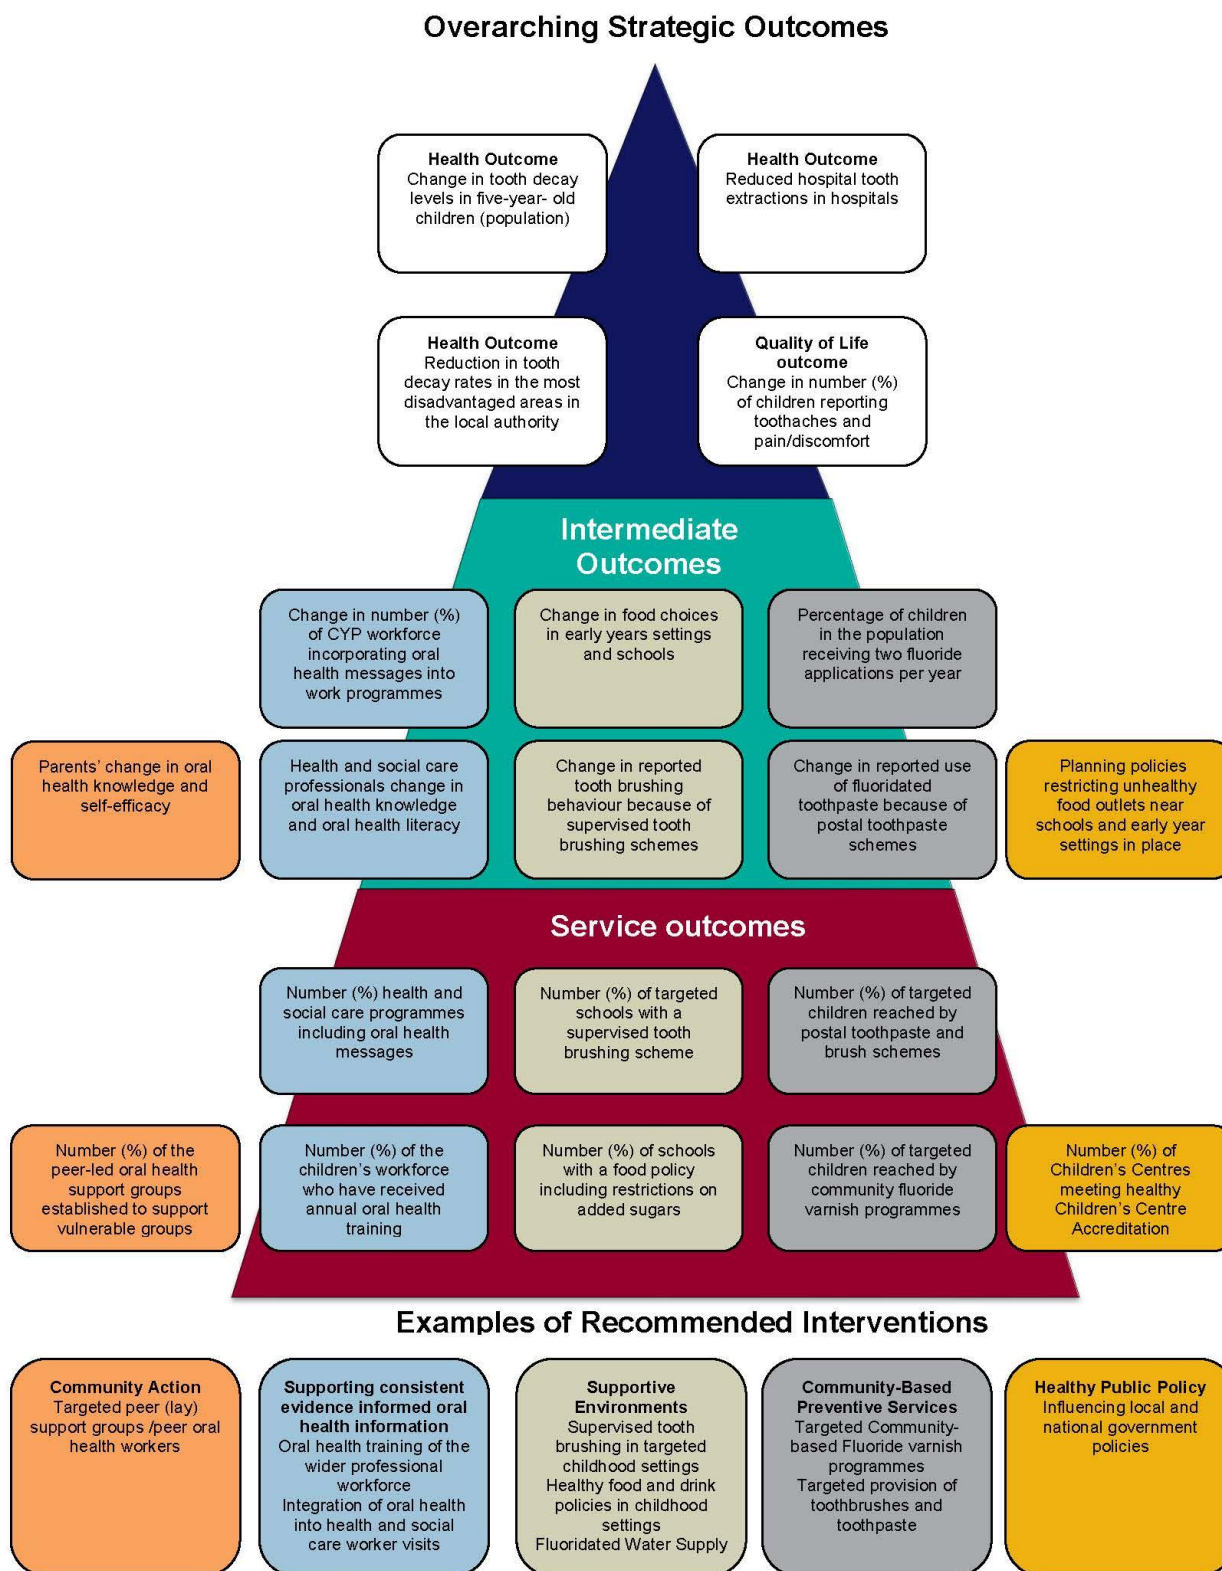 Overarching Strategic Outcomes
Health Outcome
Change in tooth decay
levels in five-year- old
children (population)
Health Outcome
Reduced hospital tooth
extractions in hospitals
Health Outcome
Reduction in tooth
decay rates in the most
disadvantaged areas in
the local authority
Quality of Life
outcome
Change in number (%)
of children reporting
toothaches and
pain/discomfort
Intermediate
Outcomes
Change in number (%)
of CYP workforce
incorporating oral
health messages into
work programmes
Change in food choices
in early years settings
and schools
Percentage of children
in the population
receiving two fluoride
applications per year
Parents' change in oral
health knowledge and
self-efficacy
Health and social care
professionals change in
oral health knowledge
and oral health literacy
Change in reported
tooth brushing
behaviour because of
supervised tooth
brushing schemes
Change in reported use
of fluoridated
toothpaste because of
postal toothpaste
schemes
Planning policies
restricting unhealthy
food outlets near
schools and early year
settings in place
Service outcomes
Number (%) health and
social care programmes
including oral health
messages
Number (%) of targeted
schools with a
supervised tooth
brushing scheme
Number (%) of targeted
children reached by
postal toothpaste and
brush schemes
Number (%) of the
peer-led oral health
support groups
established to support
vulnerable groups
Number (%) of the
children's workforce
who have received
annual oral health
training
Number (%) of schools
with a food policy
including restrictions on
added sugars
Number (%) of targeted
children reached by
community fluoride
varnish programmes
Number (%) of
Children's Centres
meeting healthy
Children's Centre
Accreditation
Examples of Recommended Interventions
Community Action
Targeted peer (lay)
support groups /peer oral
health workers
Supporting consistent
evidence informed oral
health information
Oral health training of the
wider professional
workforce
Integration of oral health
into health and social
care worker visits
Supportive
Environments
Supervised tooth
brushing in targeted
childhood settings
Healthy food and drink
policies in childhood
settings
Fluoridated Water Supply
Community-Based
Preventive Services
Targeted Community-
based Fluoride varnish
programmes
Targeted provision of
toothbrushes and
toothpaste
Healthy Public Policy
Influencing local and
national government
policies